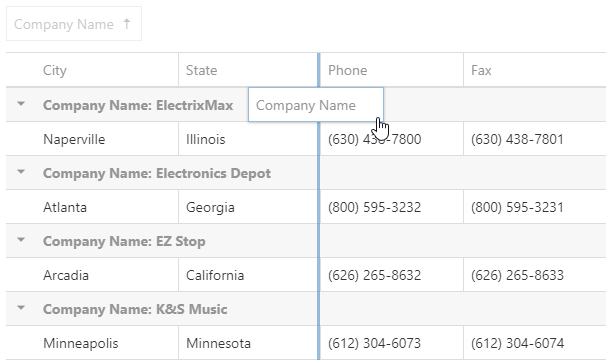 Company Name ↑
City State Phone Fax
Company Name: ElectrixMax
Company Name
Naperville Illinois (630) 438-7800 (630) 438-7801
Company Name: Electronics Depot
Atlanta Georgia (800) 595-3232 (800) 595-3231
Company Name: EZ Stop
Arcadia California (626) 265-8632 (626) 265-8633
Company Name: K&S Music
Minneapolis Minnesota (612) 304-6073 (612) 304-6074